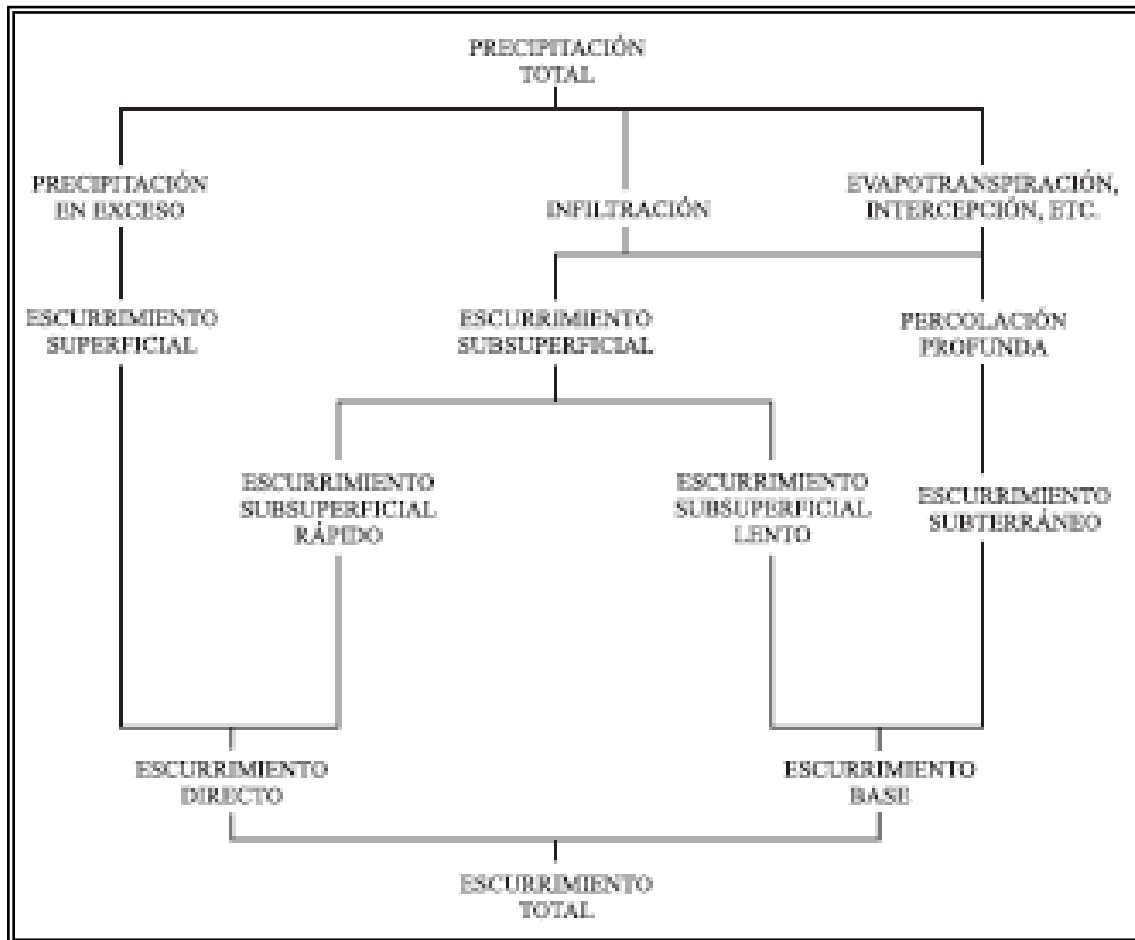 PRECIPITACIÓN
TOTAL
PRECIPITACIÓN
EN EXCESO
INFILTRACIÓN
EVAPOTRANSPIRACIÓN,
INTERCEPCIÓN, ETC.
ESCURRIMIENTO
SUPERFICIAL
ESCURRIMIENTO
SUBSUPERFICIAL
PERCOLACIÓN
PROFUNDA
ESCURRIMIENTO
SUBSUPERFICIAL
RÁPIDO
ESCURRIMIENTO
SUBSUPERFICIAL
LENTO
ESCURRIMIENTO
SUBTERRÁNEO
ESCURRIMIENTO
DIRECTO
ESCURRIMIENTO
BASE
ESCURRIMIENTO
TOTAL